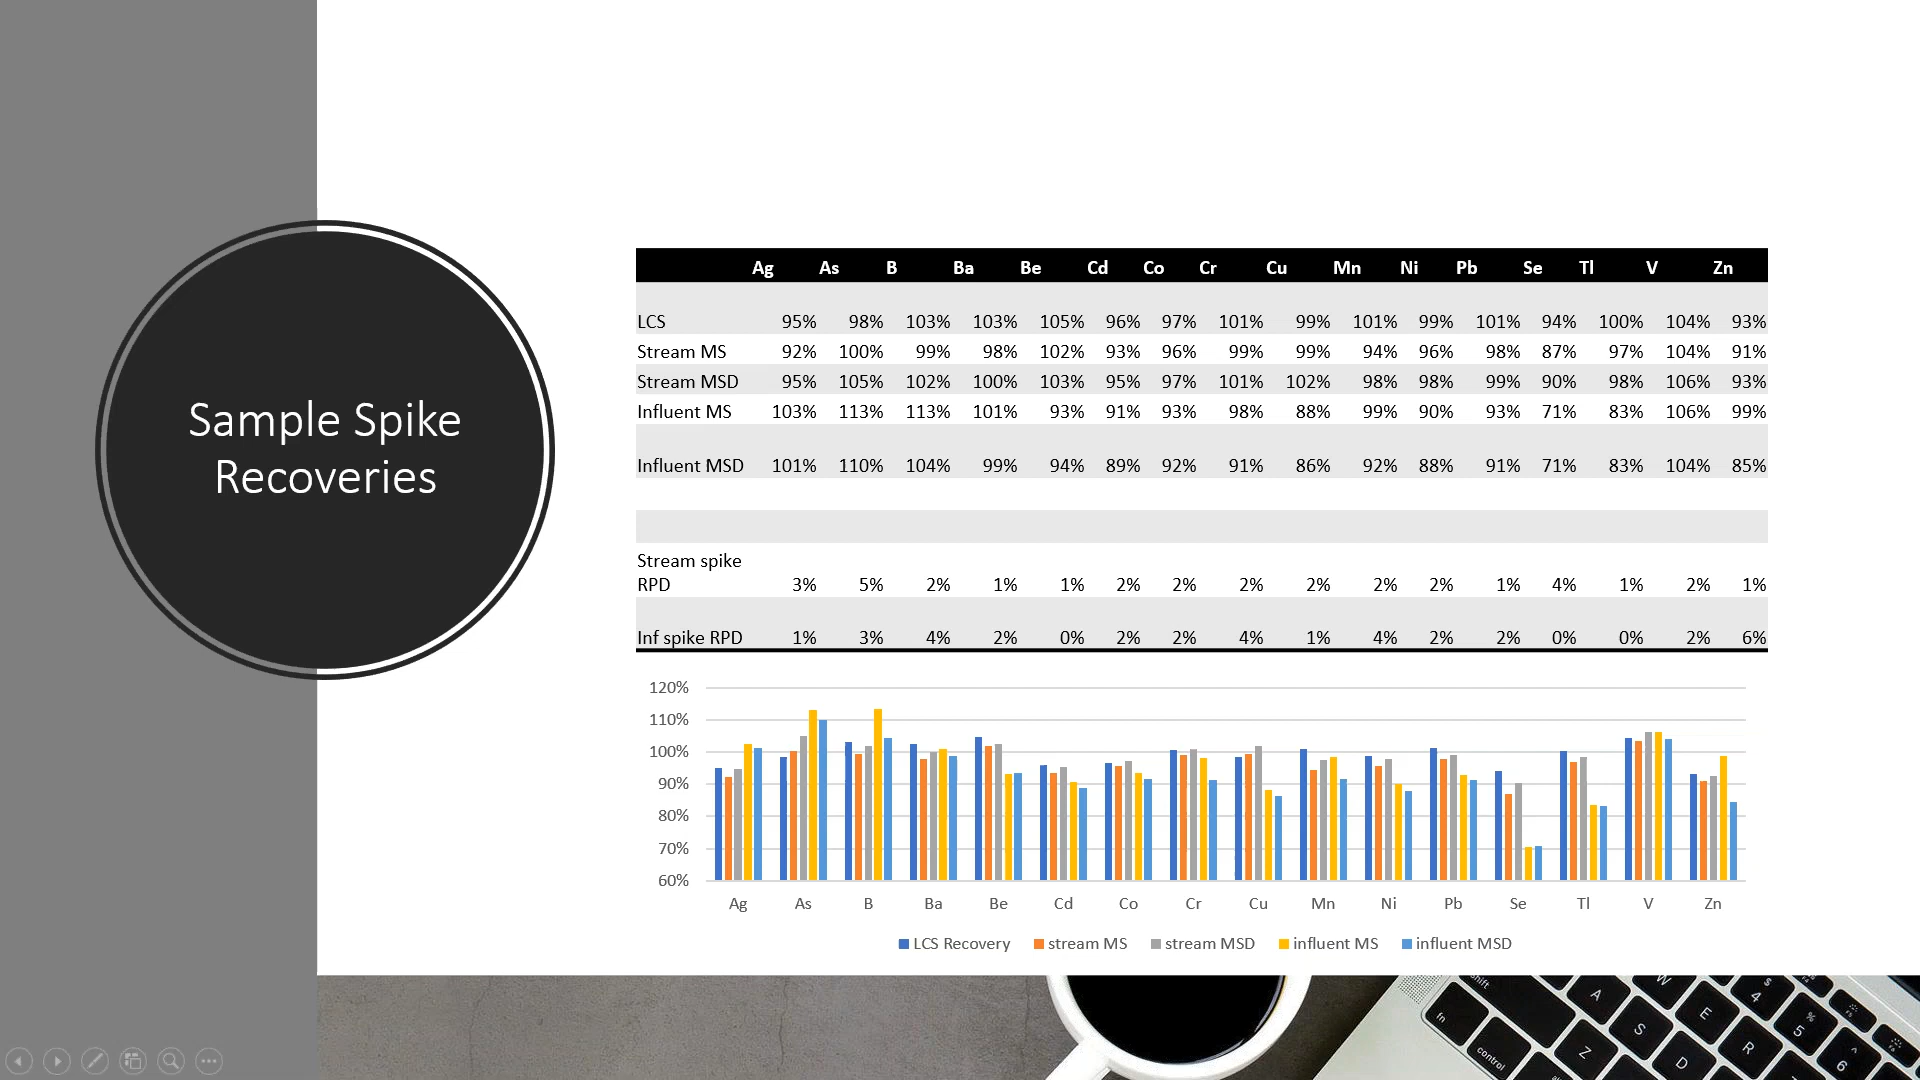 Sample Spike
Recoveries
Ag As B Ba Be Cd Co Cr Cu Mn Ni Pb Se Tl V Zn
LCS 95% 98% 103% 103% 105% 96% 97% 101% 99% 101% 99% 101% 94% 100% 104% 93%
Stream MS 92% 100% 99% 98% 102% 93% 96% 99% 99% 94% 96% 98% 87% 97% 104% 91%
Stream MSD 95% 105% 102% 100% 103% 95% 97% 101% 102% 98% 98% 99% 90% 98% 106% 93%
Influent MS 103% 113% 113% 101% 93% 91% 93% 98% 88% 99% 90% 93% 71% 83% 106% 99%
Influent MSD 101% 110% 104% 99% 94% 89% 92% 91% 86% 92% 88% 91% 71% 83% 104% 85%
Stream spike
RPD 3% 5% 2% 1% 1% 2% 2% 2% 2% 2% 2% 1% 4% 1% 2% 1%
Inf spike RPD 1% 3% 4% 2% 0% 2% 2% 4% 1% 4% 2% 2% 0% 0% 2% 6%
120%
110%
100%
90%
80%
70%
60%
Ag As B Ba Be Cd Co Cr Cu Mn Ni Pb Se Tl V Zn
LCS Recovery stream MS stream MSD influent MS influent MSD
shift
A
W
$
4
fn
S
E
%
5
control
Z
D
R
^
6